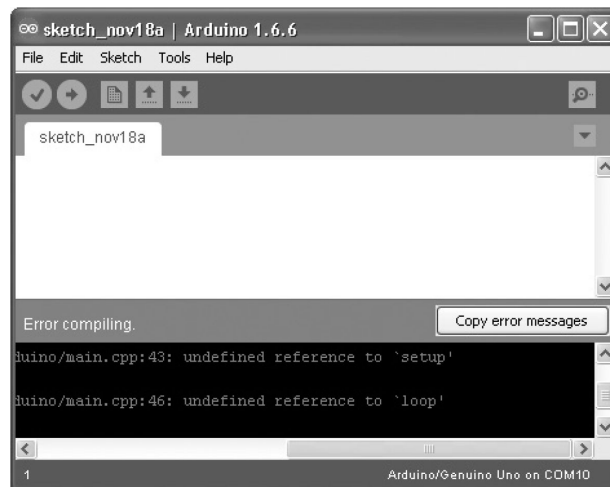 sketch_nov18a | Arduino 1.6.6
File Edit Sketch Tools Help
sketch_nov18a
Error compiling.
Copy error messages
duino/main.cpp:43: undefined reference to `setup'
duino/main.cpp:46: undefined reference to `loop'
1
Arduino/Genuino Uno on COM10